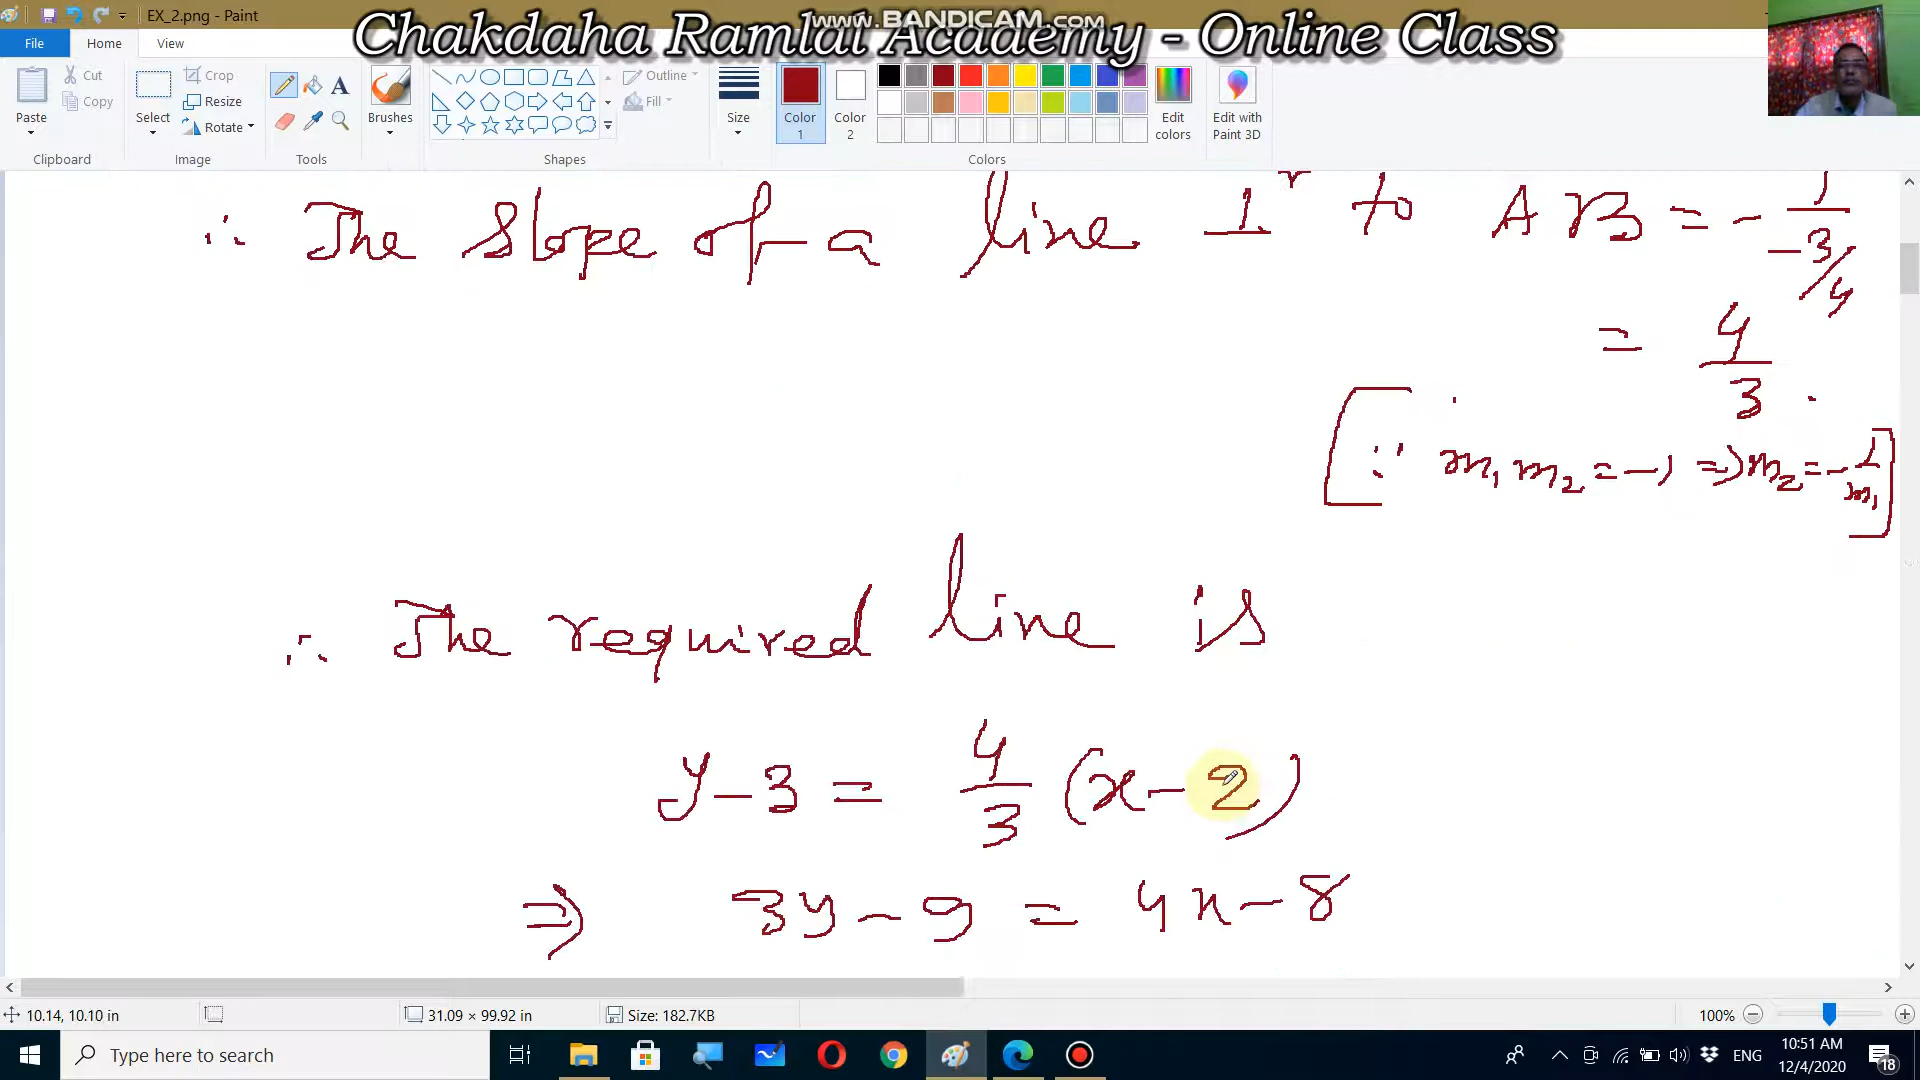 EX_2.png - Paint
www.BANDICAM.com
Chakdaha Ramlal Academy - Online Class
File Home View
Paste Cut Copy Clipboard
Select Crop Resize Rotate Image
Tools
Brushes
Outline Fill Shapes
Size
Color 1 Color 2 Colors
Edit colors
Edit with Paint 3D
∴ The slope of a line ⊥r to AB = - 1/(-3/4)
= 4/3 .
[∵ m₁m₂ = -1 ⇒ m₂ = -1/m₁]
∴ The required line is
y - 3 = 4/3 (x - 2)
⇒ 3y - 9 = 4x - 8
10.14, 10.10 in 31.09 × 99.92 in Size: 182.7KB 100%
Type here to search
ENG
10:51 AM
12/4/2020
18